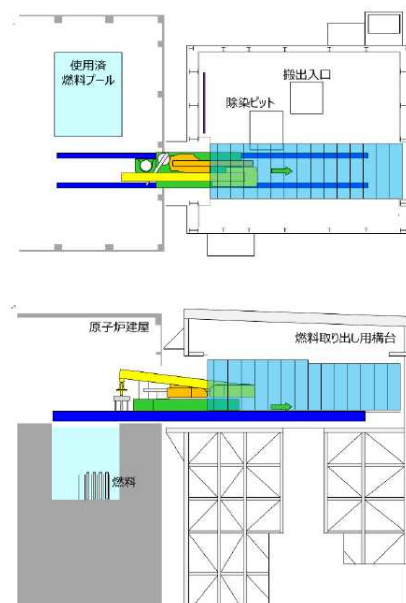 使用済
燃料プール
搬出入口
除染ピット
原子炉建屋
燃料取り出し用構台
燃料